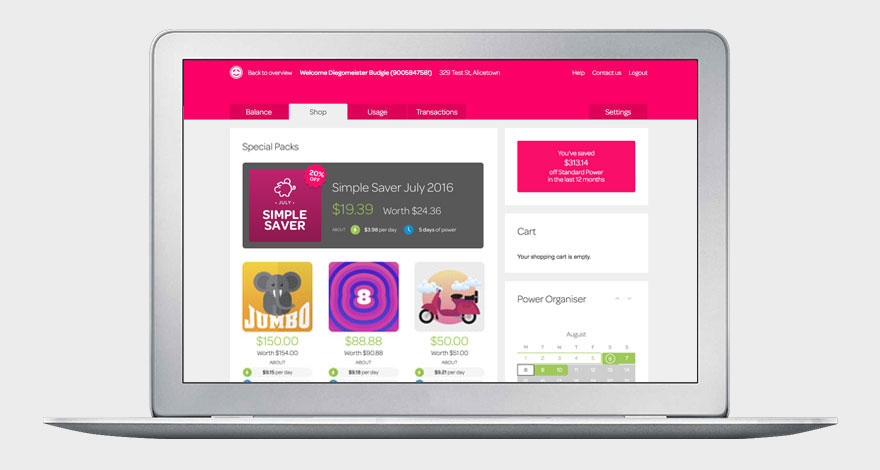 Back to overview Welcome Diegomeister Budgie (900584758!) 329 Test St, Alicetown Help Contact us Logout
Balance Shop Usage Transactions Settings
Special Packs
20%
OFF
• JULY •
SIMPLE
SAVER
Simple Saver July 2016
$19.39 Worth $24.36
ABOUT $3.98 per day 5 days of power
JUMBO
$150.00
Worth $154.00
ABOUT
$9.15 per day
8
$88.88
Worth $90.88
ABOUT
$9.18 per day
$50.00
Worth $51.00
ABOUT
$9.21 per day
You've saved
$313.14
off Standard Power
in the last 12 months
Cart
Your shopping cart is empty.
Power Organiser
August
M T W T F S S
1 2 3 4 5 6 7
8 9 10 11 12 13 14